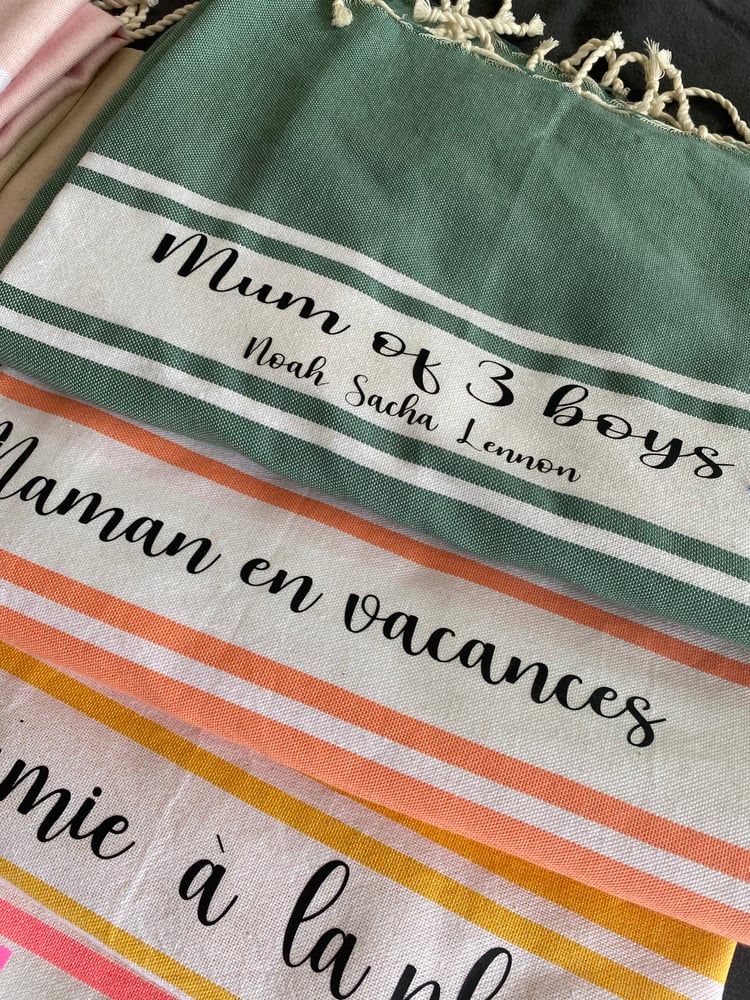 Mum of 3 boys
Noah Sacha Lennon
Maman en vacances
à la